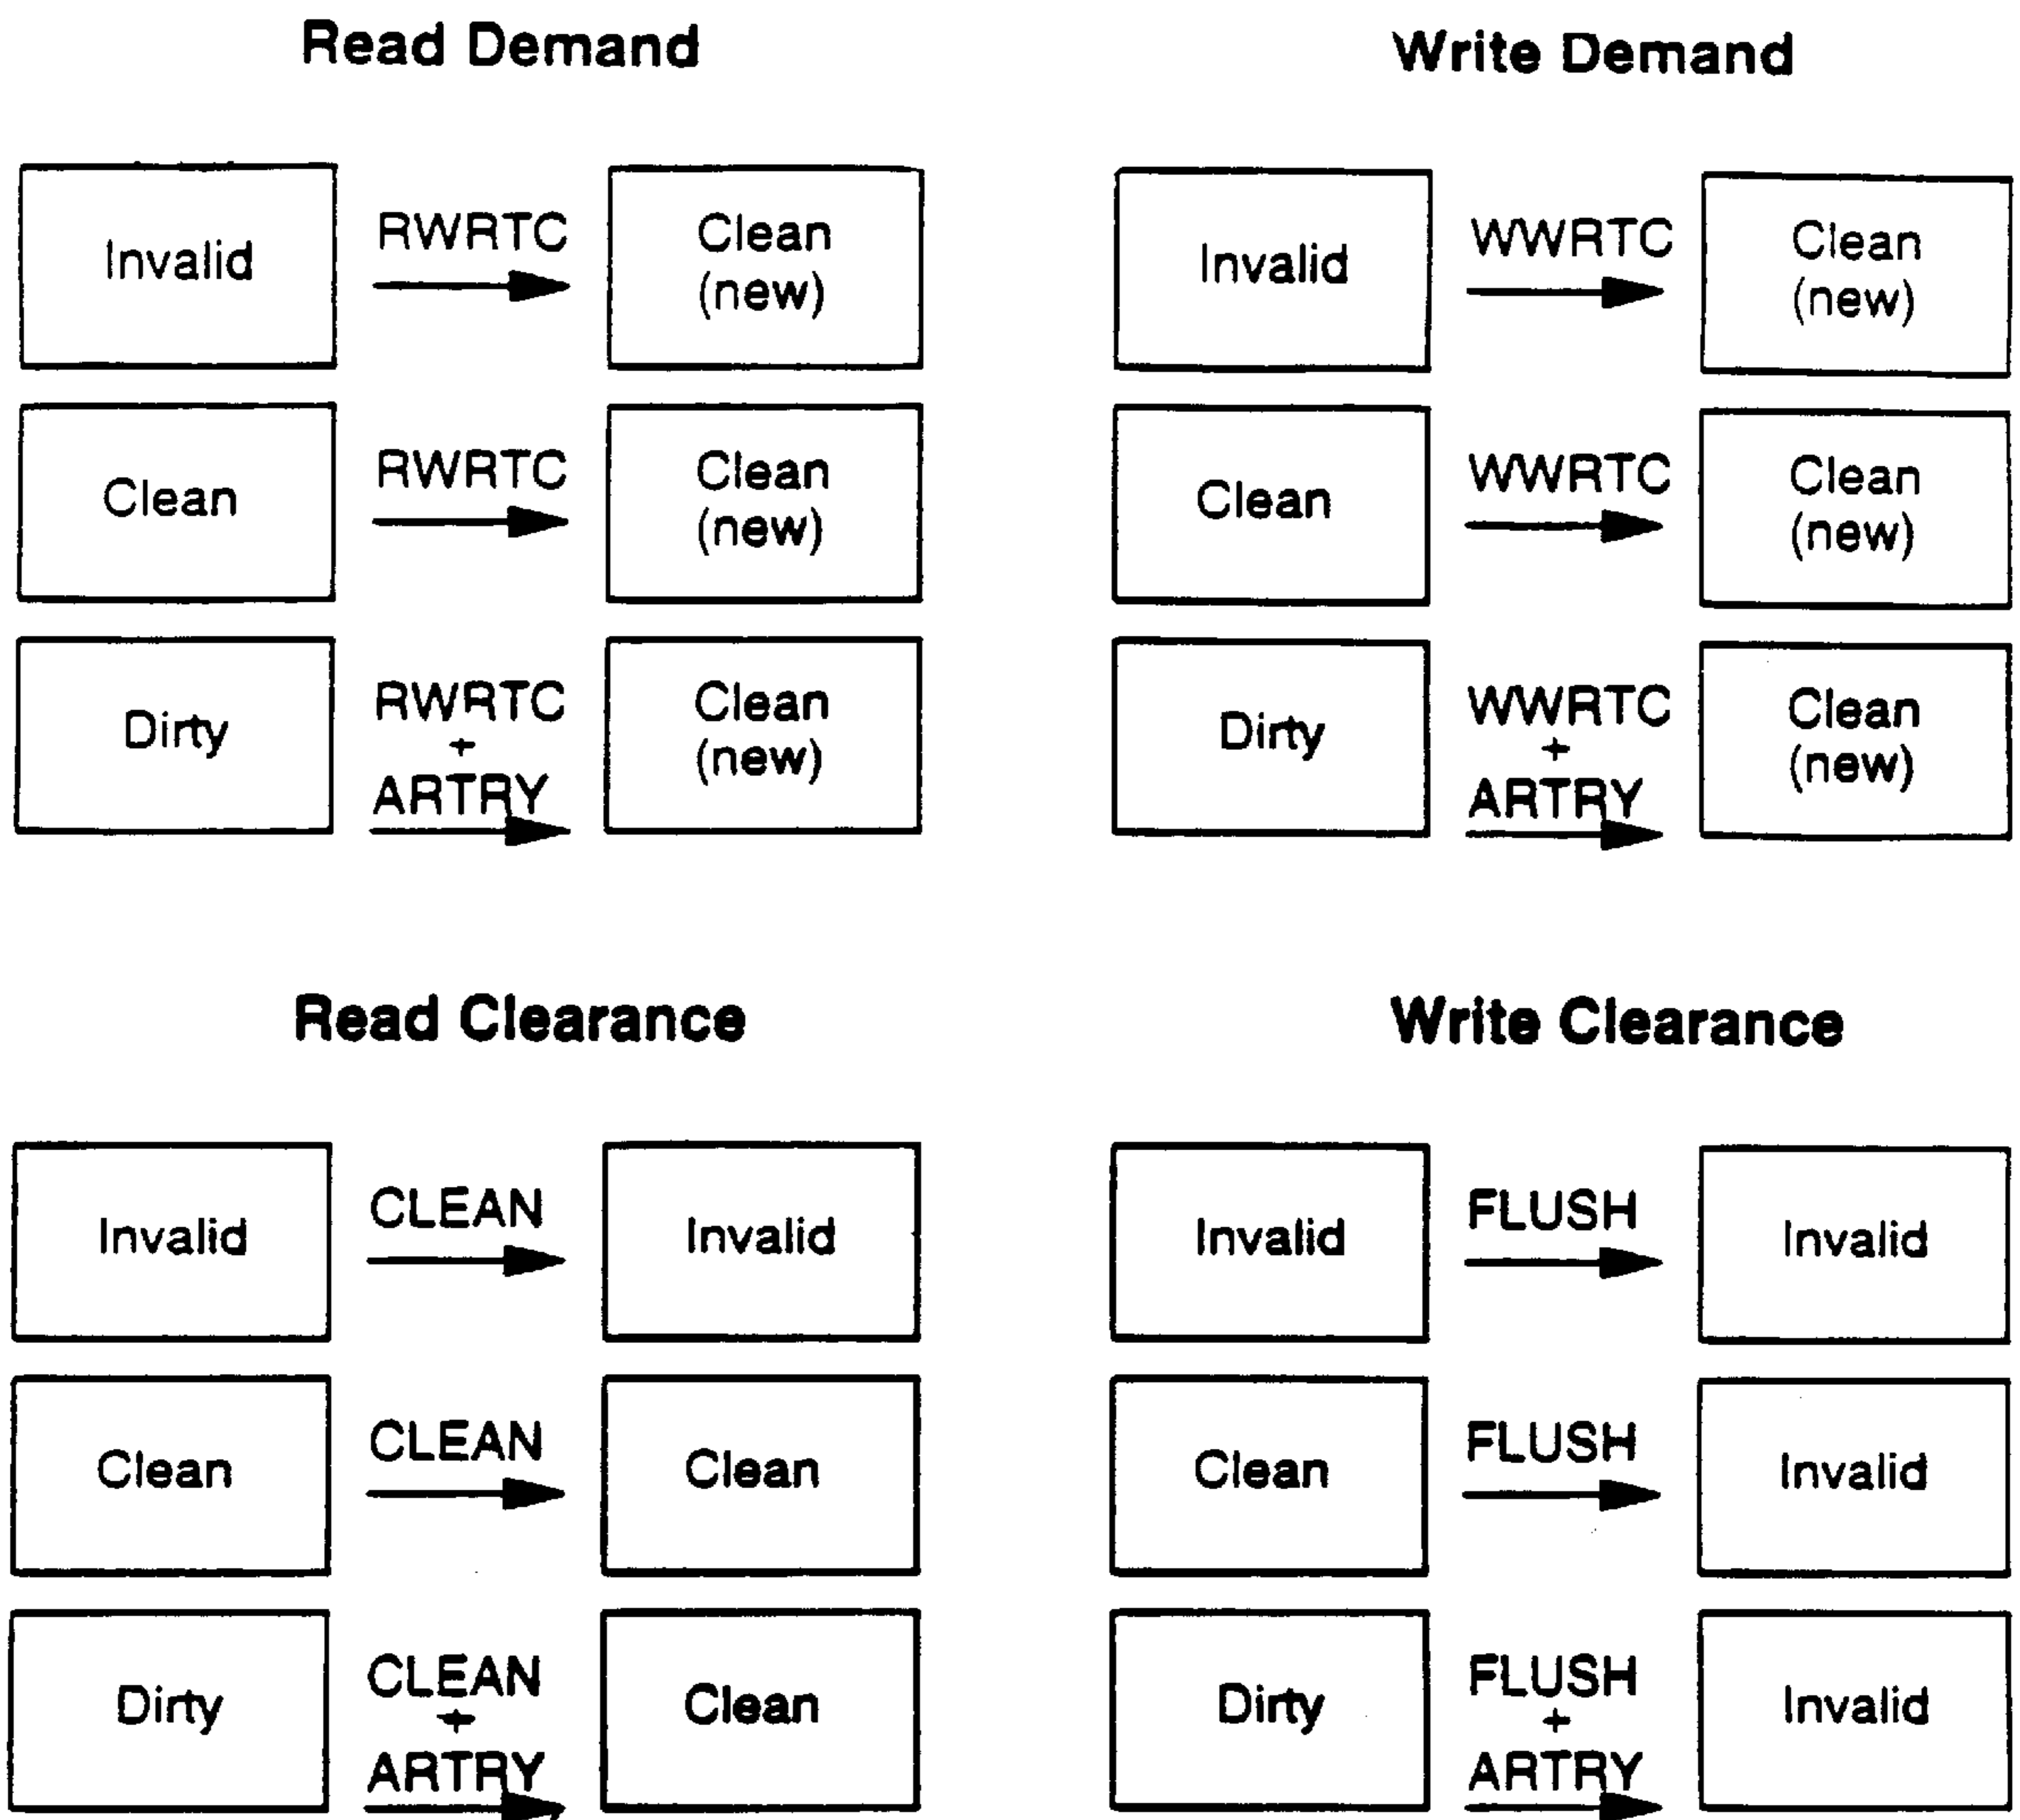 Read Demand
Invalid
RWRTC
Clean
(new)
Clean
RWRTC
Clean
(new)
Dirty
RWRTC
+
ARTRY
Clean
(new)
Write Demand
Invalid
WWRTC
Clean
(new)
Clean
WWRTC
Clean
(new)
Dirty
WWRTC
+
ARTRY
Clean
(new)
Read Clearance
Invalid
CLEAN
Invalid
Clean
CLEAN
Clean
Dirty
CLEAN
+
ARTRY
Clean
Write Clearance
Invalid
FLUSH
Invalid
Clean
FLUSH
Invalid
Dirty
FLUSH
+
ARTRY
Invalid